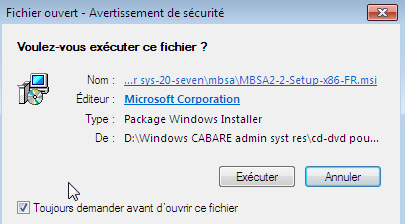 Fichier ouvert - Avertissement de sécurité
Voulez-vous exécuter ce fichier ?
Nom : ...r sys-20-seven\mbsa\MBSA2-2-Setup-x86-FR.msi
Éditeur : Microsoft Corporation
Type : Package Windows Installer
De : D:\Windows CABARE admin syst res\cd-dvd pou...
Exécuter Annuler
Toujours demander avant d'ouvrir ce fichier